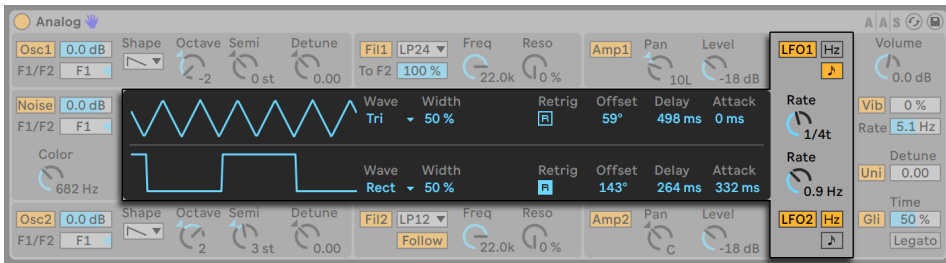 Analog A A S
Osc1 0.0 dB Shape Octave Semi Detune Fil1 LP24 Freq Reso Amp1 Pan Level LFO1 Hz Volume
F1/F2 F1 -2 0 st 0.00 To F2 100 % 22.0k 0 % 10L -18 dB ♪ 0.0 dB
Noise 0.0 dB Wave Width Retrig Offset Delay Attack Rate Vib 0 %
F1/F2 F1 Tri 50 % R 59° 498 ms 0 ms 1/4t Rate 5.1 Hz
Color Wave Width Retrig Offset Delay Attack Rate Detune
682 Hz Rect 50 % R 143° 264 ms 332 ms 0.9 Hz Uni 0.00
Osc2 0.0 dB Shape Octave Semi Detune Fil2 LP12 Freq Reso Amp2 Pan Level LFO2 Hz Time
Gli 50 %
F1/F2 F1 2 3 st 0.00 Follow 22.0k 0 % C -18 dB ♪ Legato